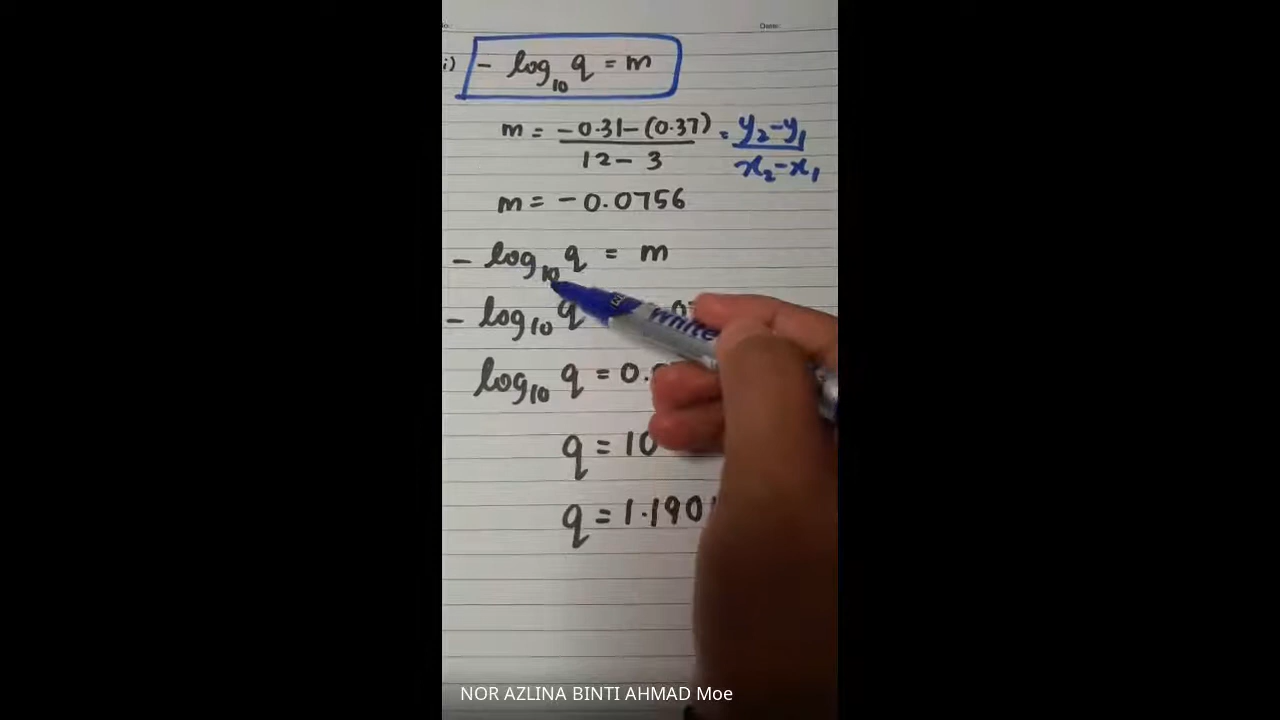 i) - log₁₀ q = m
m = -0.31-(0.37) / 12 - 3 = y₂-y₁ / x₂-x₁
m = -0.0756
- log₁₀ q = m
- log₁₀ q
log₁₀ q = 0.
q = 10
q = 1.190
White
NOR AZLINA BINTI AHMAD Moe